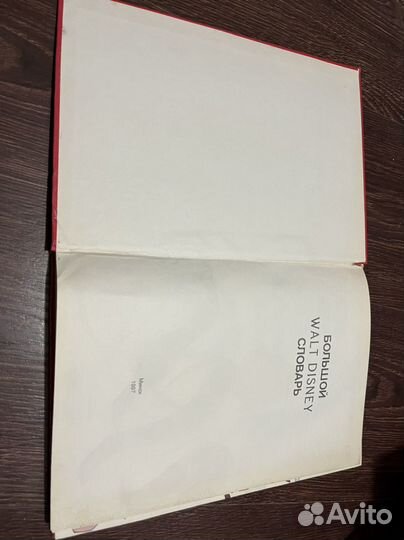 БОЛЬШОЙ
WALT DISNEY
СЛОВАРЬ
Минск
1997
Avito